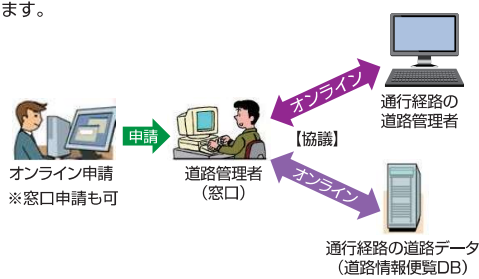 ます。
オンライン
通行経路の
道路管理者
申請
【協議】
オンライン申請
※窓口申請も可
道路管理者
（窓口）
オンライン
通行経路の道路データ
（道路情報便覧DB）